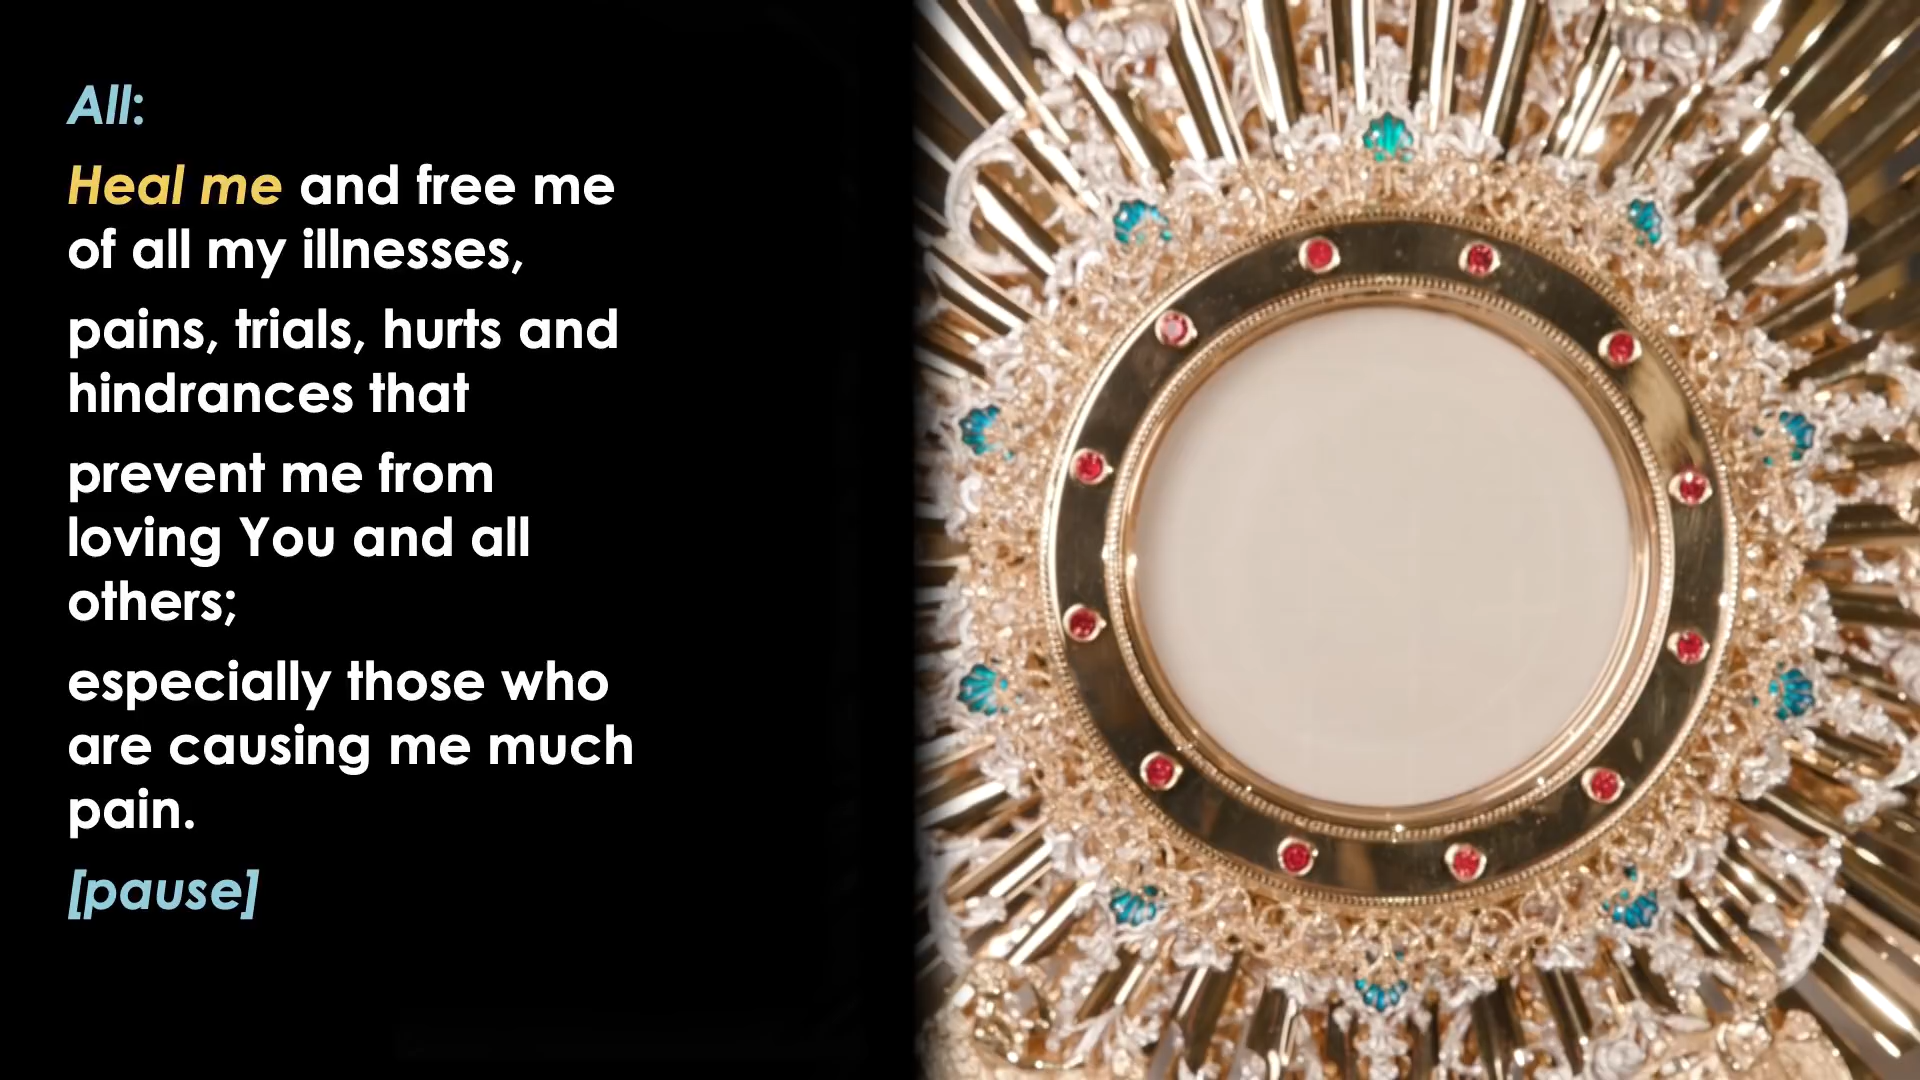 All:
Heal me and free me
of all my illnesses,
pains, trials, hurts and
hindrances that
prevent me from
loving You and all
others;
especially those who
are causing me much
pain.
[pause]